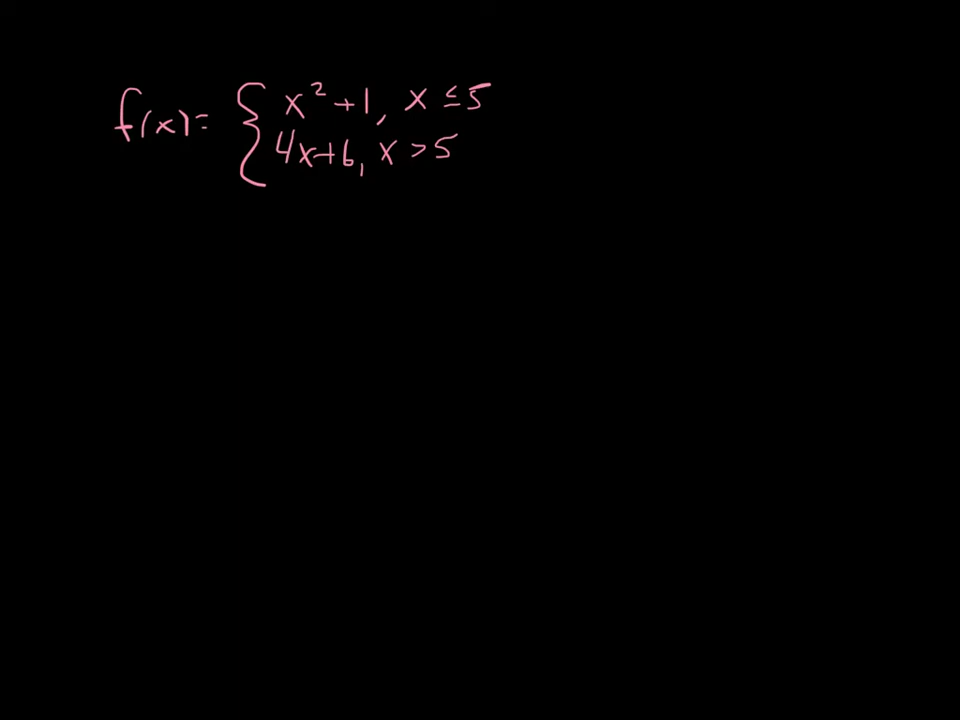 f(x)= { x²+1, x ≤5
4x+6, x >5